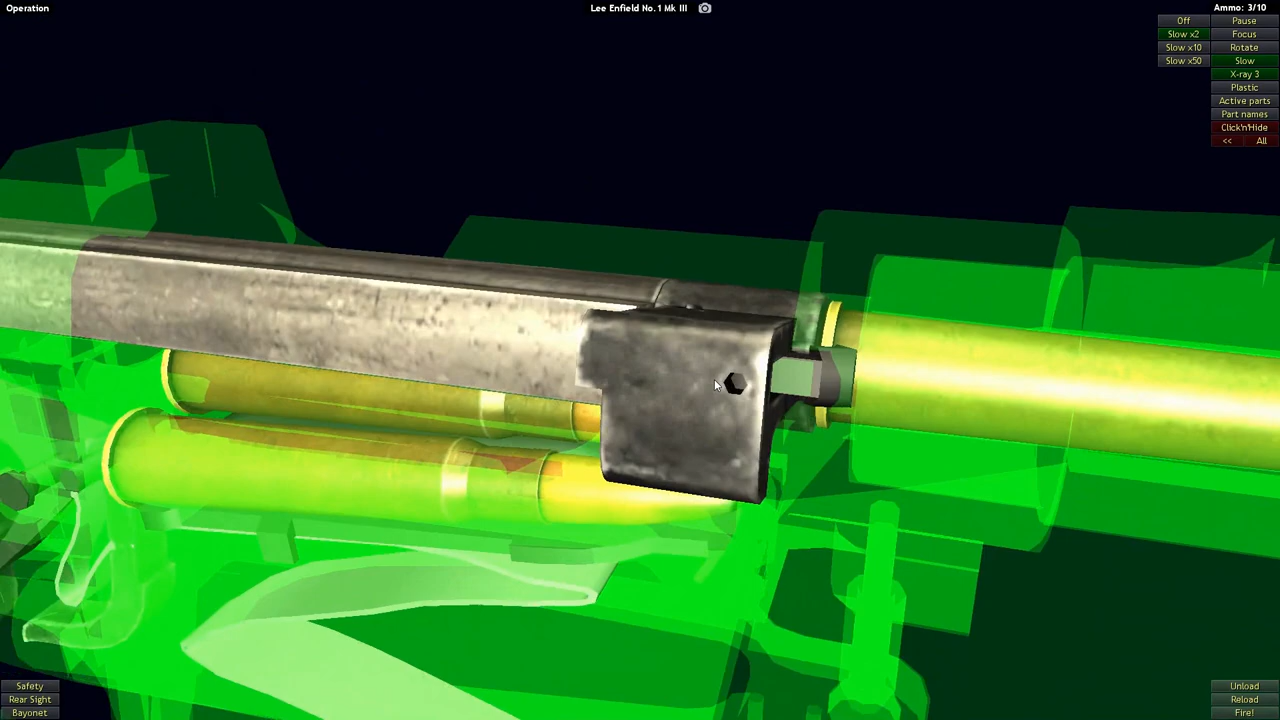 Operation
Lee Enfield No.1 Mk III
Ammo: 3/10
Off
Pause
Slow x2
Focus
Slow x10
Rotate
Slow x50
Slow
X-ray 3
Plastic
Active parts
Part names
Click'n'Hide
<<
All
Safety
Rear Sight
Bayonet
Unload
Reload
Fire!